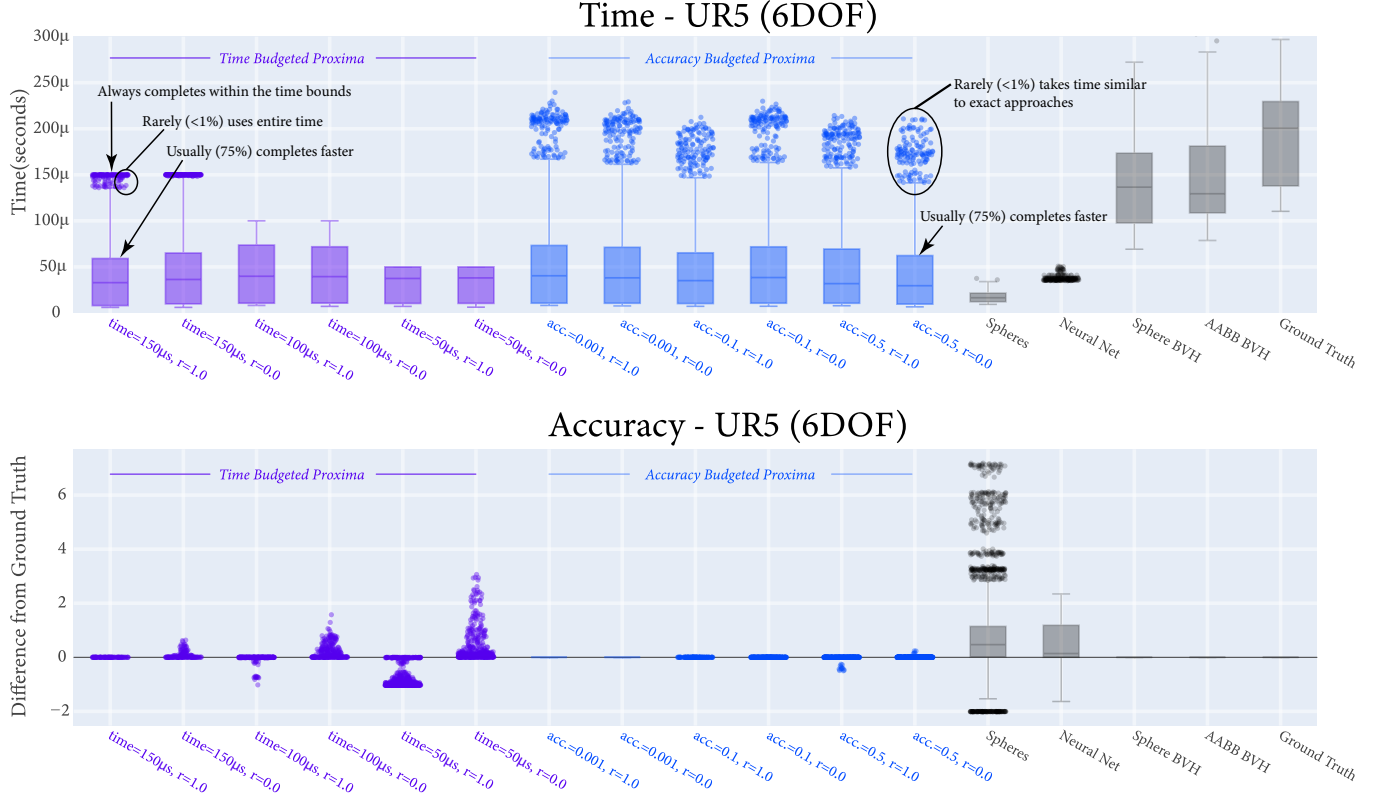 Time - UR5 (6DOF)
Time(seconds)
300μ
250μ
200μ
150μ
100μ
50μ
0
Time Budgeted Proxima
Accuracy Budgeted Proxima
Always completes within the time bounds
Rarely (<1%) uses entire time
Usually (75%) completes faster
Rarely (<1%) takes time similar
to exact approaches
Usually (75%) completes faster
time=150μs, r=1.0
time=150μs, r=0.0
time=100μs, r=1.0
time=100μs, r=0.0
time=50μs, r=1.0
time=50μs, r=0.0
acc.=0.001, r=1.0
acc.=0.001, r=0.0
acc.=0.1, r=1.0
acc.=0.1, r=0.0
acc.=0.5, r=1.0
acc.=0.5, r=0.0
Spheres
Neural Net
Sphere BVH
AABB BVH
Ground Truth
Accuracy - UR5 (6DOF)
Difference from Ground Truth
6
4
2
0
−2
Time Budgeted Proxima
Accuracy Budgeted Proxima
time=150μs, r=1.0
time=150μs, r=0.0
time=100μs, r=1.0
time=100μs, r=0.0
time=50μs, r=1.0
time=50μs, r=0.0
acc.=0.001, r=1.0
acc.=0.001, r=0.0
acc.=0.1, r=1.0
acc.=0.1, r=0.0
acc.=0.5, r=1.0
acc.=0.5, r=0.0
Spheres
Neural Net
Sphere BVH
AABB BVH
Ground Truth